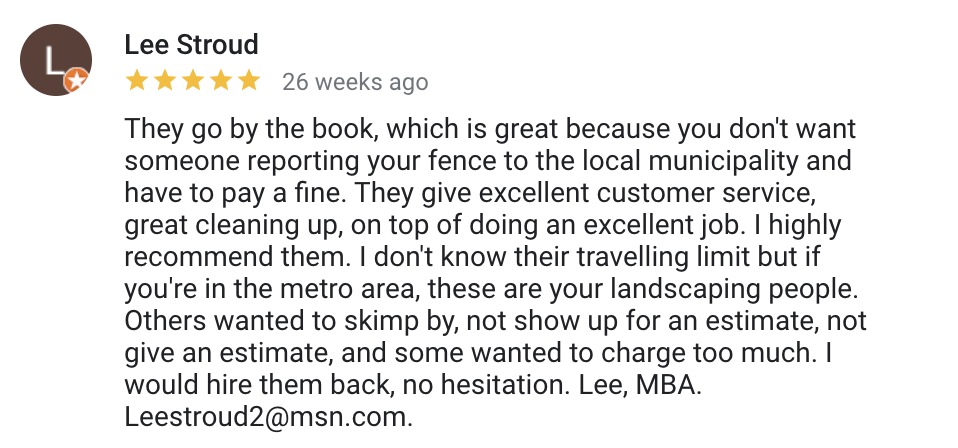 L
Lee Stroud
26 weeks ago
They go by the book, which is great because you don't want
someone reporting your fence to the local municipality and
have to pay a fine. They give excellent customer service,
great cleaning up, on top of doing an excellent job. I highly
recommend them. I don't know their travelling limit but if
you're in the metro area, these are your landscaping people.
Others wanted to skimp by, not show up for an estimate, not
give an estimate, and some wanted to charge too much. I
would hire them back, no hesitation. Lee, MBA.
Leestroud2@msn.com.